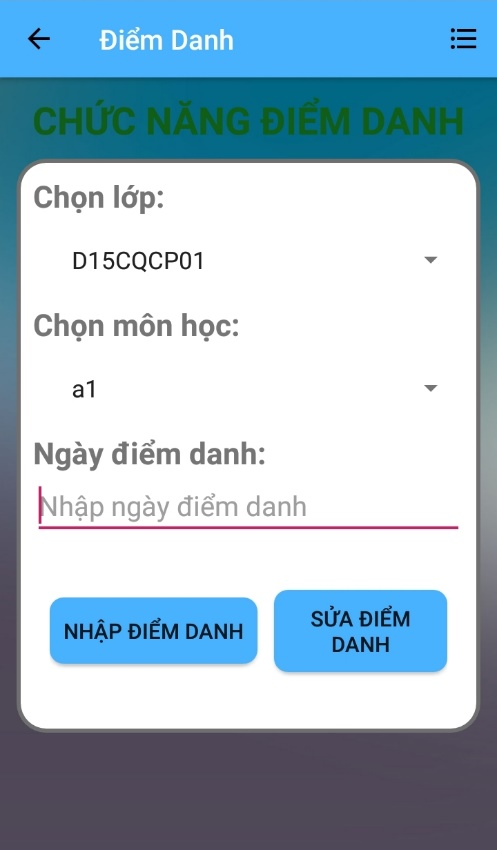 Điểm Danh
CHỨC NĂNG ĐIỂM DANH
Chọn lớp:
D15CQCP01
Chọn môn học:
a1
Ngày điểm danh:
Nhập ngày điểm danh
NHẬP ĐIỂM DANH
SỬA ĐIỂM
DANH